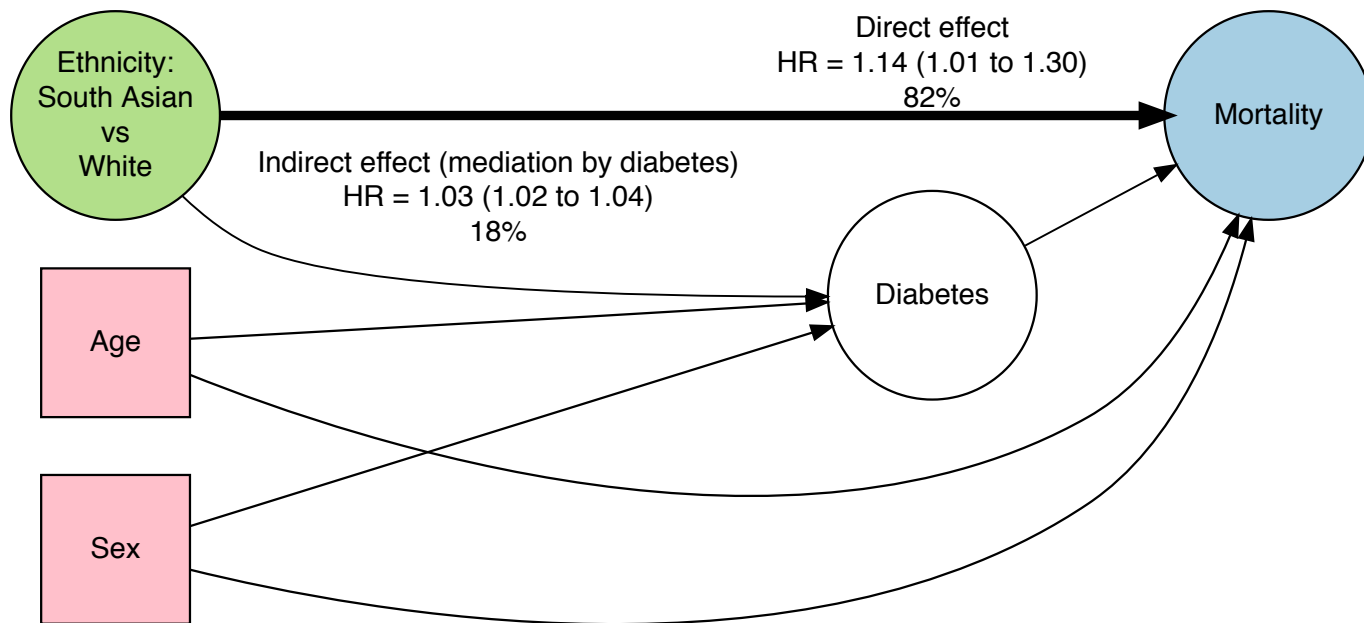 Ethnicity:
South Asian
vs
White
Direct effect
HR = 1.14 (1.01 to 1.30)
82%
Mortality
Indirect effect (mediation by diabetes)
HR = 1.03 (1.02 to 1.04)
18%
Diabetes
Age
Sex